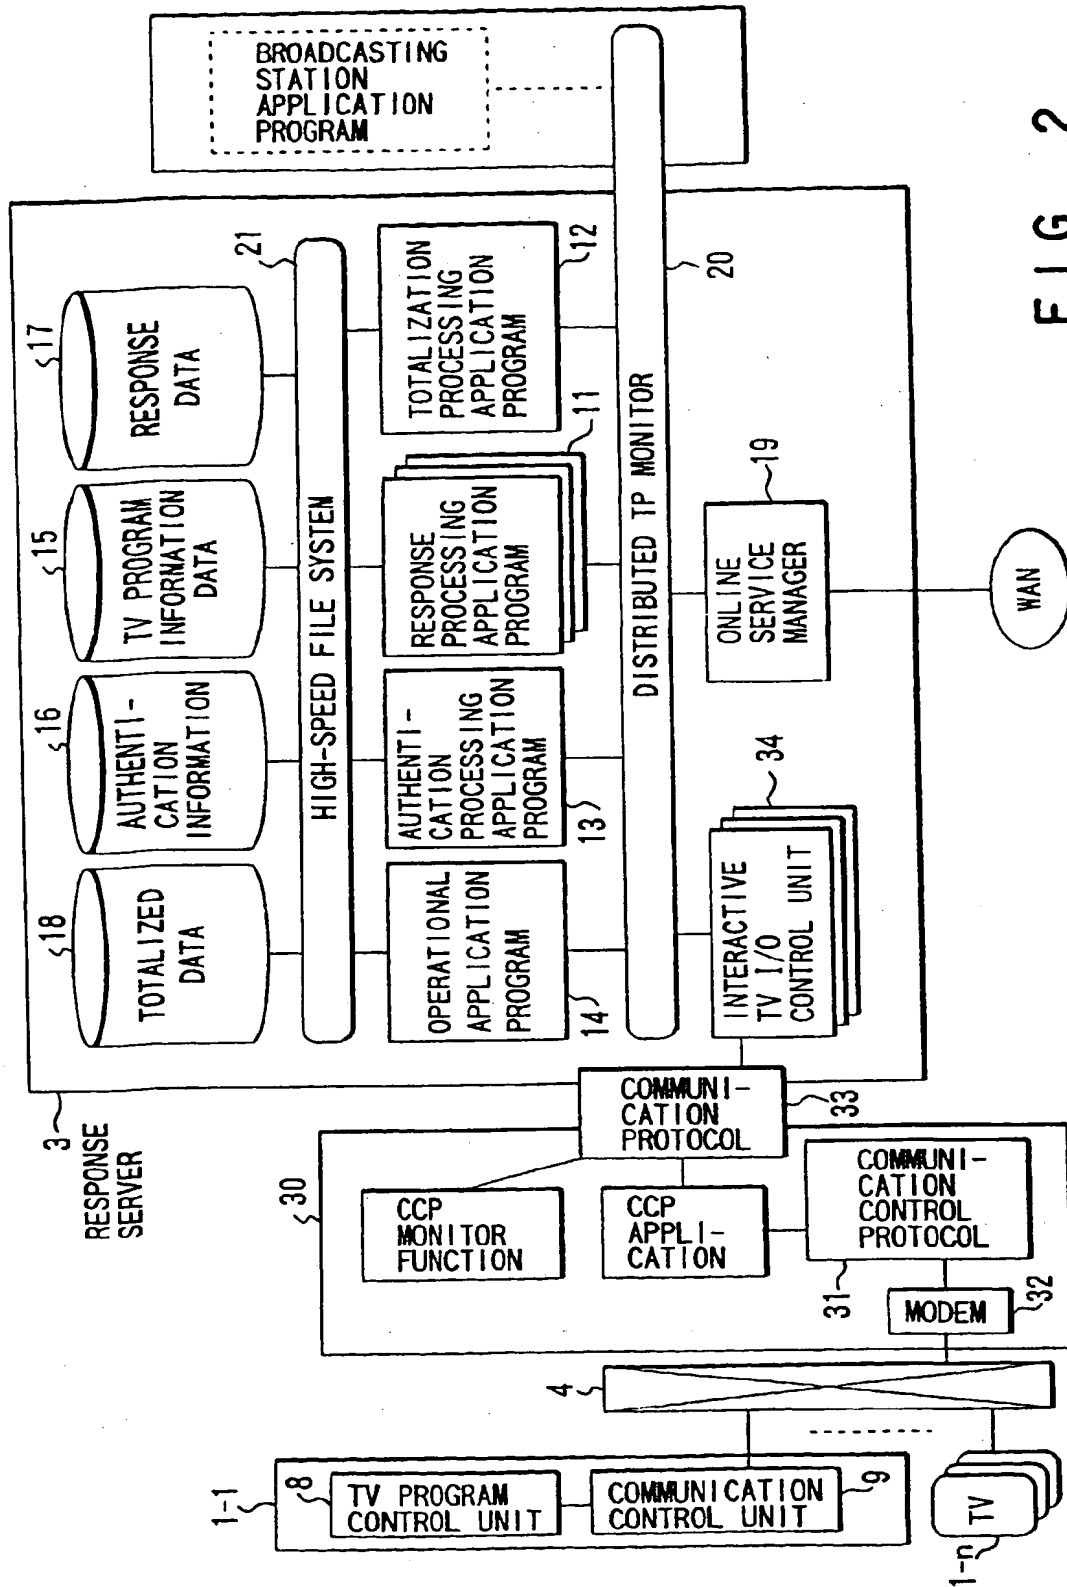 BROADCASTING
STATION
APPLICATION
PROGRAM
18
TOTALIZED
DATA
16
AUTHENTI-
CATION
INFORMATION
15
TV PROGRAM
INFORMATION
DATA
17
RESPONSE
DATA
HIGH-SPEED FILE SYSTEM
21
OPERATIONAL
APPLICATION
PROGRAM
14
AUTHENTI-
CATION
PROCESSING
APPLICATION
PROGRAM
13
RESPONSE
PROCESSING
APPLICATION
PROGRAM
11
TOTALIZATION
PROCESSING
APPLICATION
PROGRAM
12
DISTRIBUTED TP MONITOR
20
INTERACTIVE
TV I/O
CONTROL UNIT
34
ONLINE
SERVICE
MANAGER
19
WAN
3
RESPONSE
SERVER
30
COMMUNI-
CATION
PROTOCOL
33
CCP
MONITOR
FUNCTION
CCP
APPLI-
CATION
COMMUNI-
CATION
CONTROL
PROTOCOL
31
MODEM
32
4
1-1
8
TV PROGRAM
CONTROL UNIT
COMMUNICATION
CONTROL UNIT
9
TV
1-n
FIG. 2